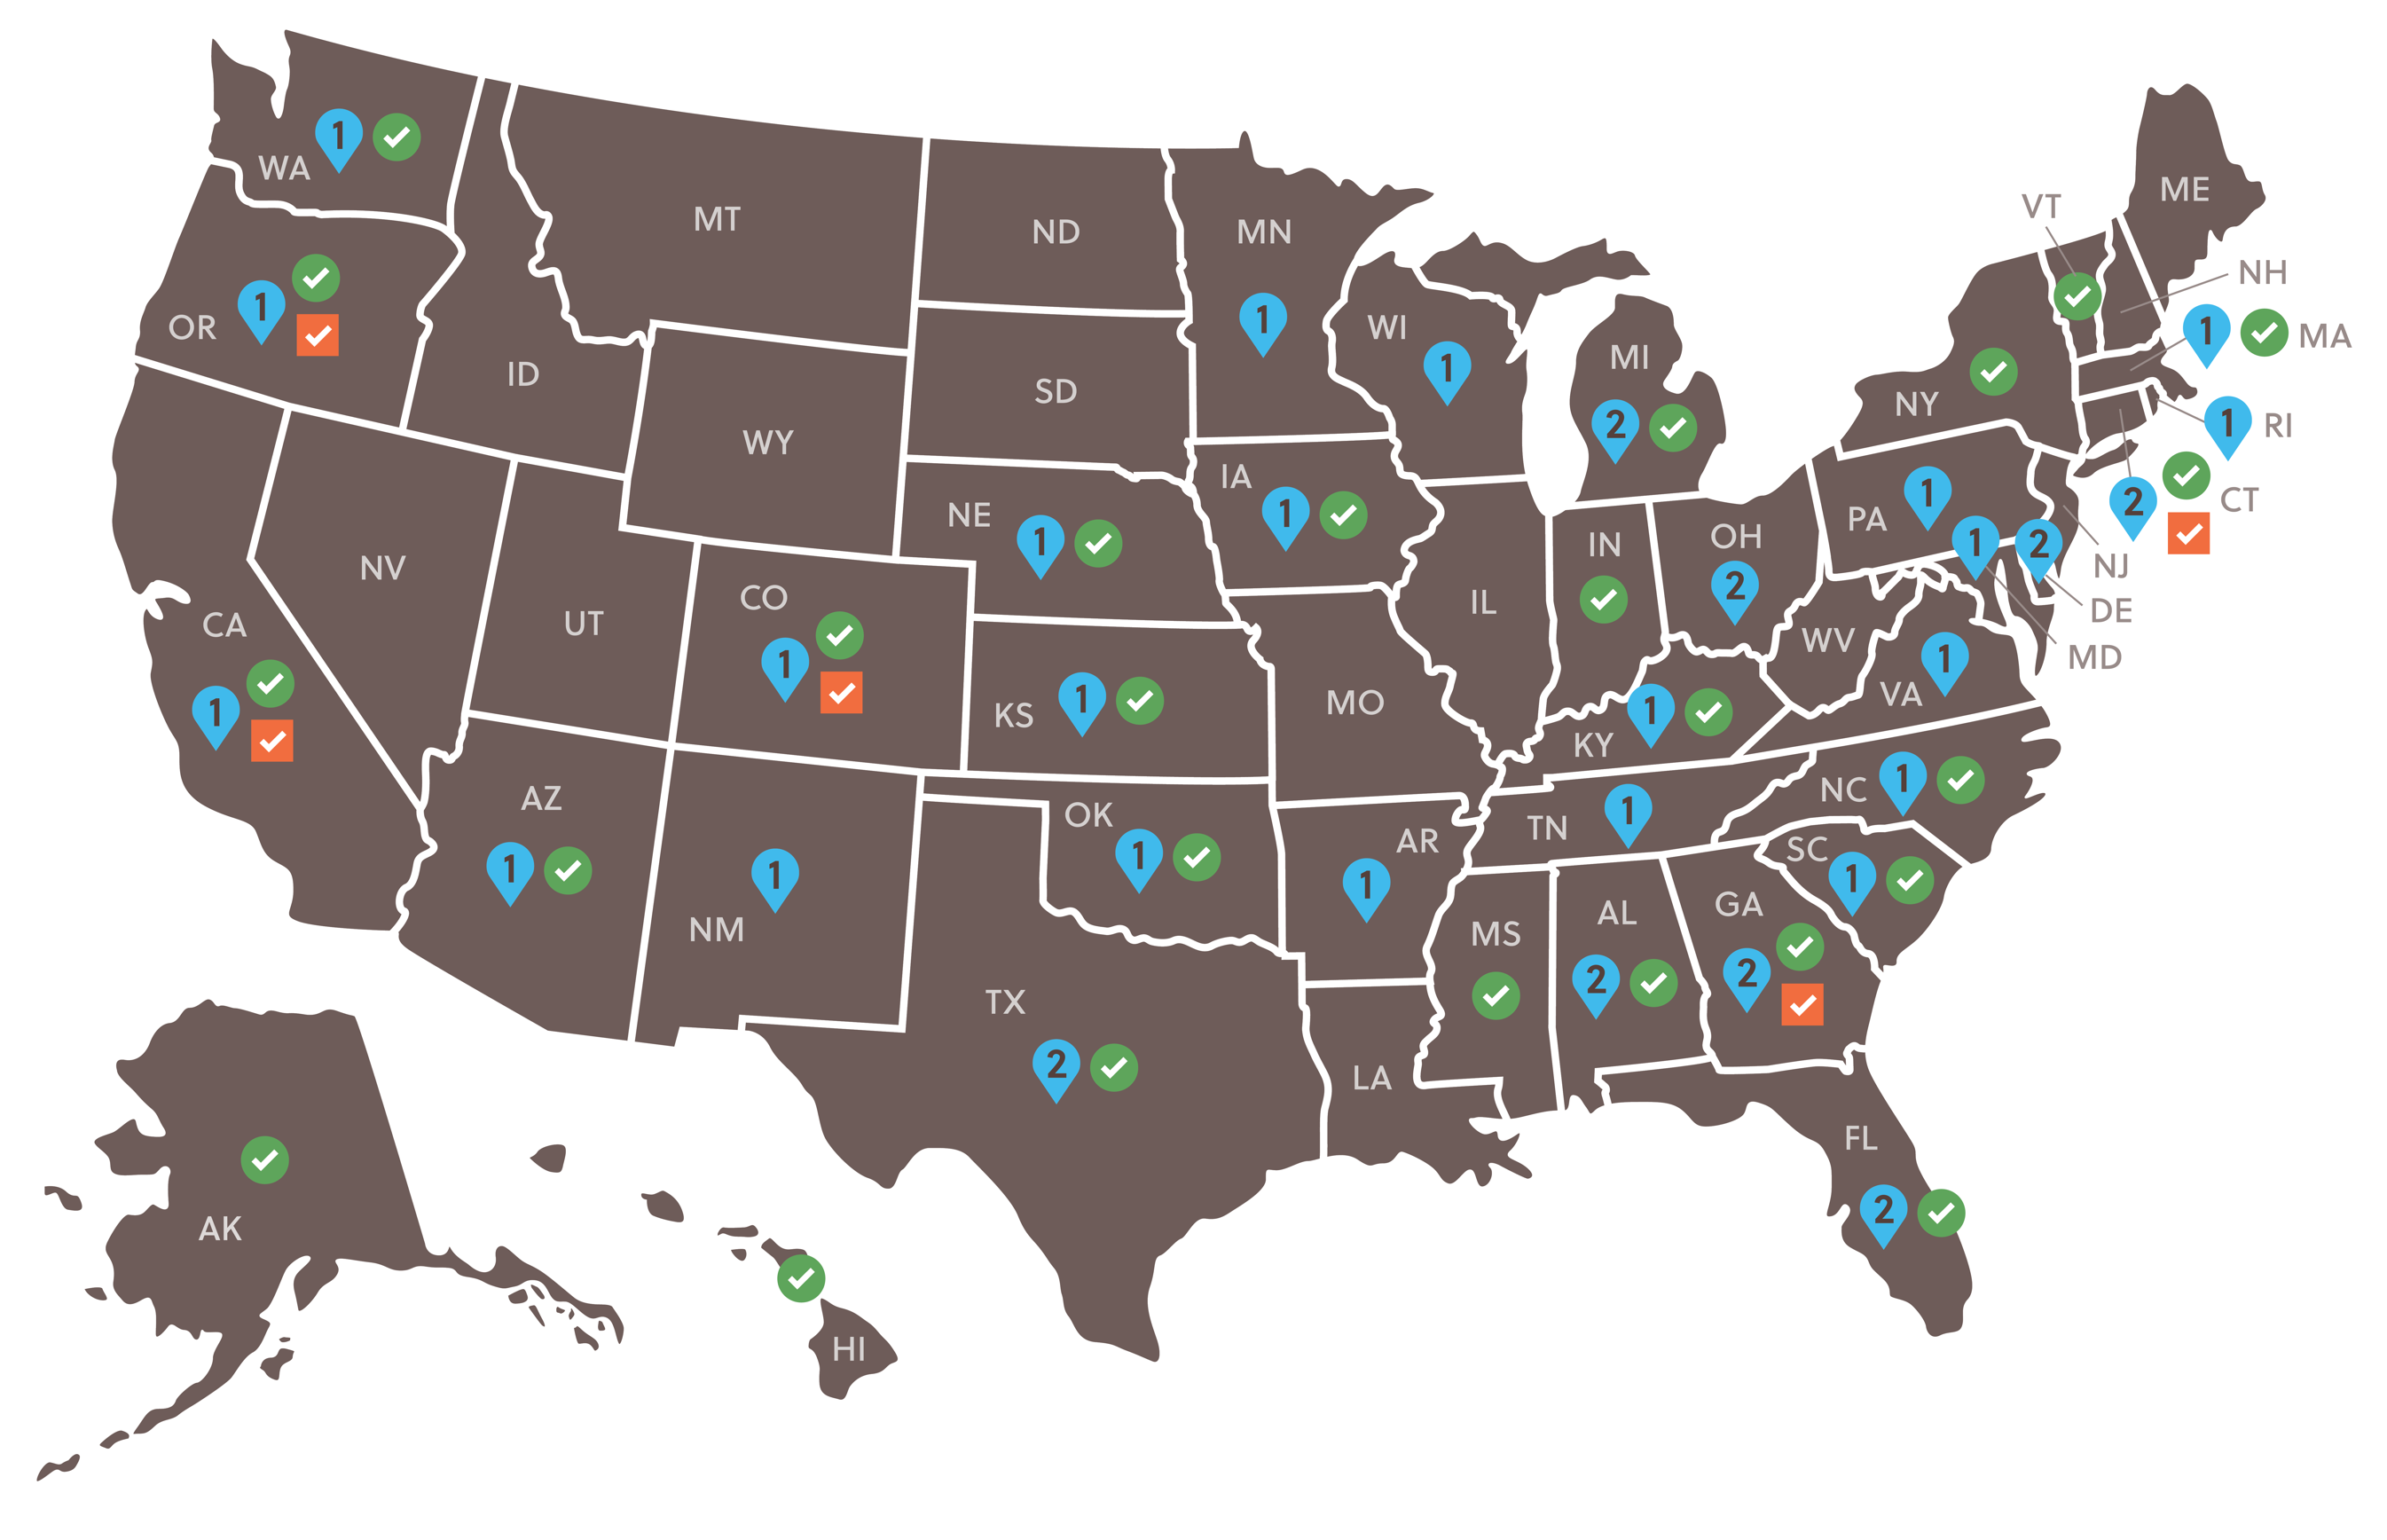 WA
1
MT
ND
MN
1
ME
VT
NH
OR
1
ID
SD
WI
1
MI
2
NY
1
MA
1
RI
WY
NE
1
IA
1
PA
1
2
CT
NV
UT
CO
1
IL
IN
OH
2
1
2
NJ
DE
MD
CA
1
KS
1
MO
KY
1
WV
VA
1
AZ
1
NM
1
OK
1
AR
1
TN
1
NC
1
SC
1
TX
2
LA
MS
AL
2
GA
2
FL
2
AK
HI